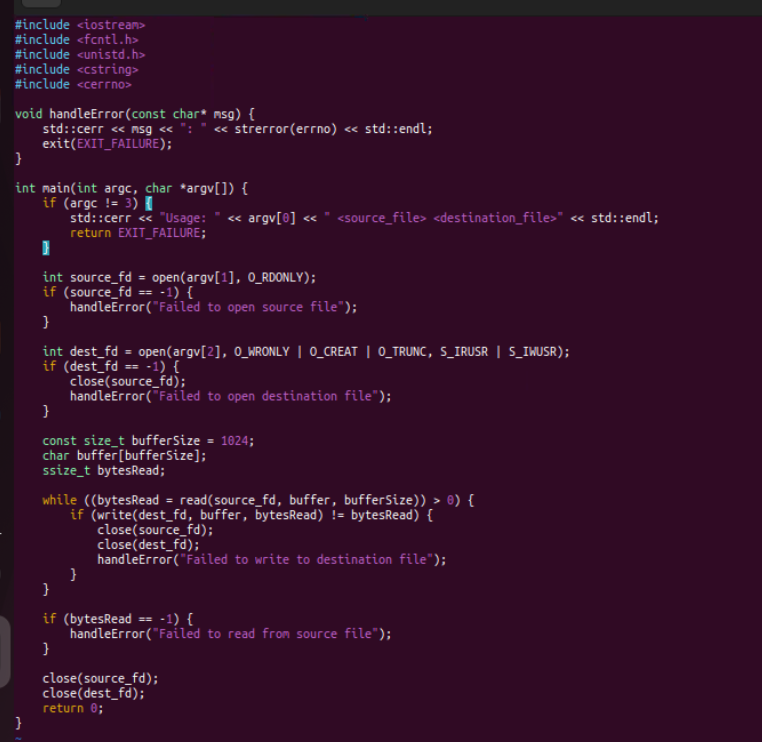 #include <iostream>
#include <fcntl.h>
#include <unistd.h>
#include <cstring>
#include <cerrno>

void handleError(const char* msg) {
    std::cerr << msg << ": " << strerror(errno) << std::endl;
    exit(EXIT_FAILURE);
}

int main(int argc, char *argv[]) {
    if (argc != 3) {
        std::cerr << "Usage: " << argv[0] << " <source_file> <destination_file>" << std::endl;
        return EXIT_FAILURE;
    }

    int source_fd = open(argv[1], O_RDONLY);
    if (source_fd == -1) {
        handleError("Failed to open source file");
    }

    int dest_fd = open(argv[2], O_WRONLY | O_CREAT | O_TRUNC, S_IRUSR | S_IWUSR);
    if (dest_fd == -1) {
        close(source_fd);
        handleError("Failed to open destination file");
    }

    const size_t bufferSize = 1024;
    char buffer[bufferSize];
    ssize_t bytesRead;

    while ((bytesRead = read(source_fd, buffer, bufferSize)) > 0) {
        if (write(dest_fd, buffer, bytesRead) != bytesRead) {
            close(source_fd);
            close(dest_fd);
            handleError("Failed to write to destination file");
        }
    }

    if (bytesRead == -1) {
        handleError("Failed to read from source file");
    }

    close(source_fd);
    close(dest_fd);
    return 0;
}
~